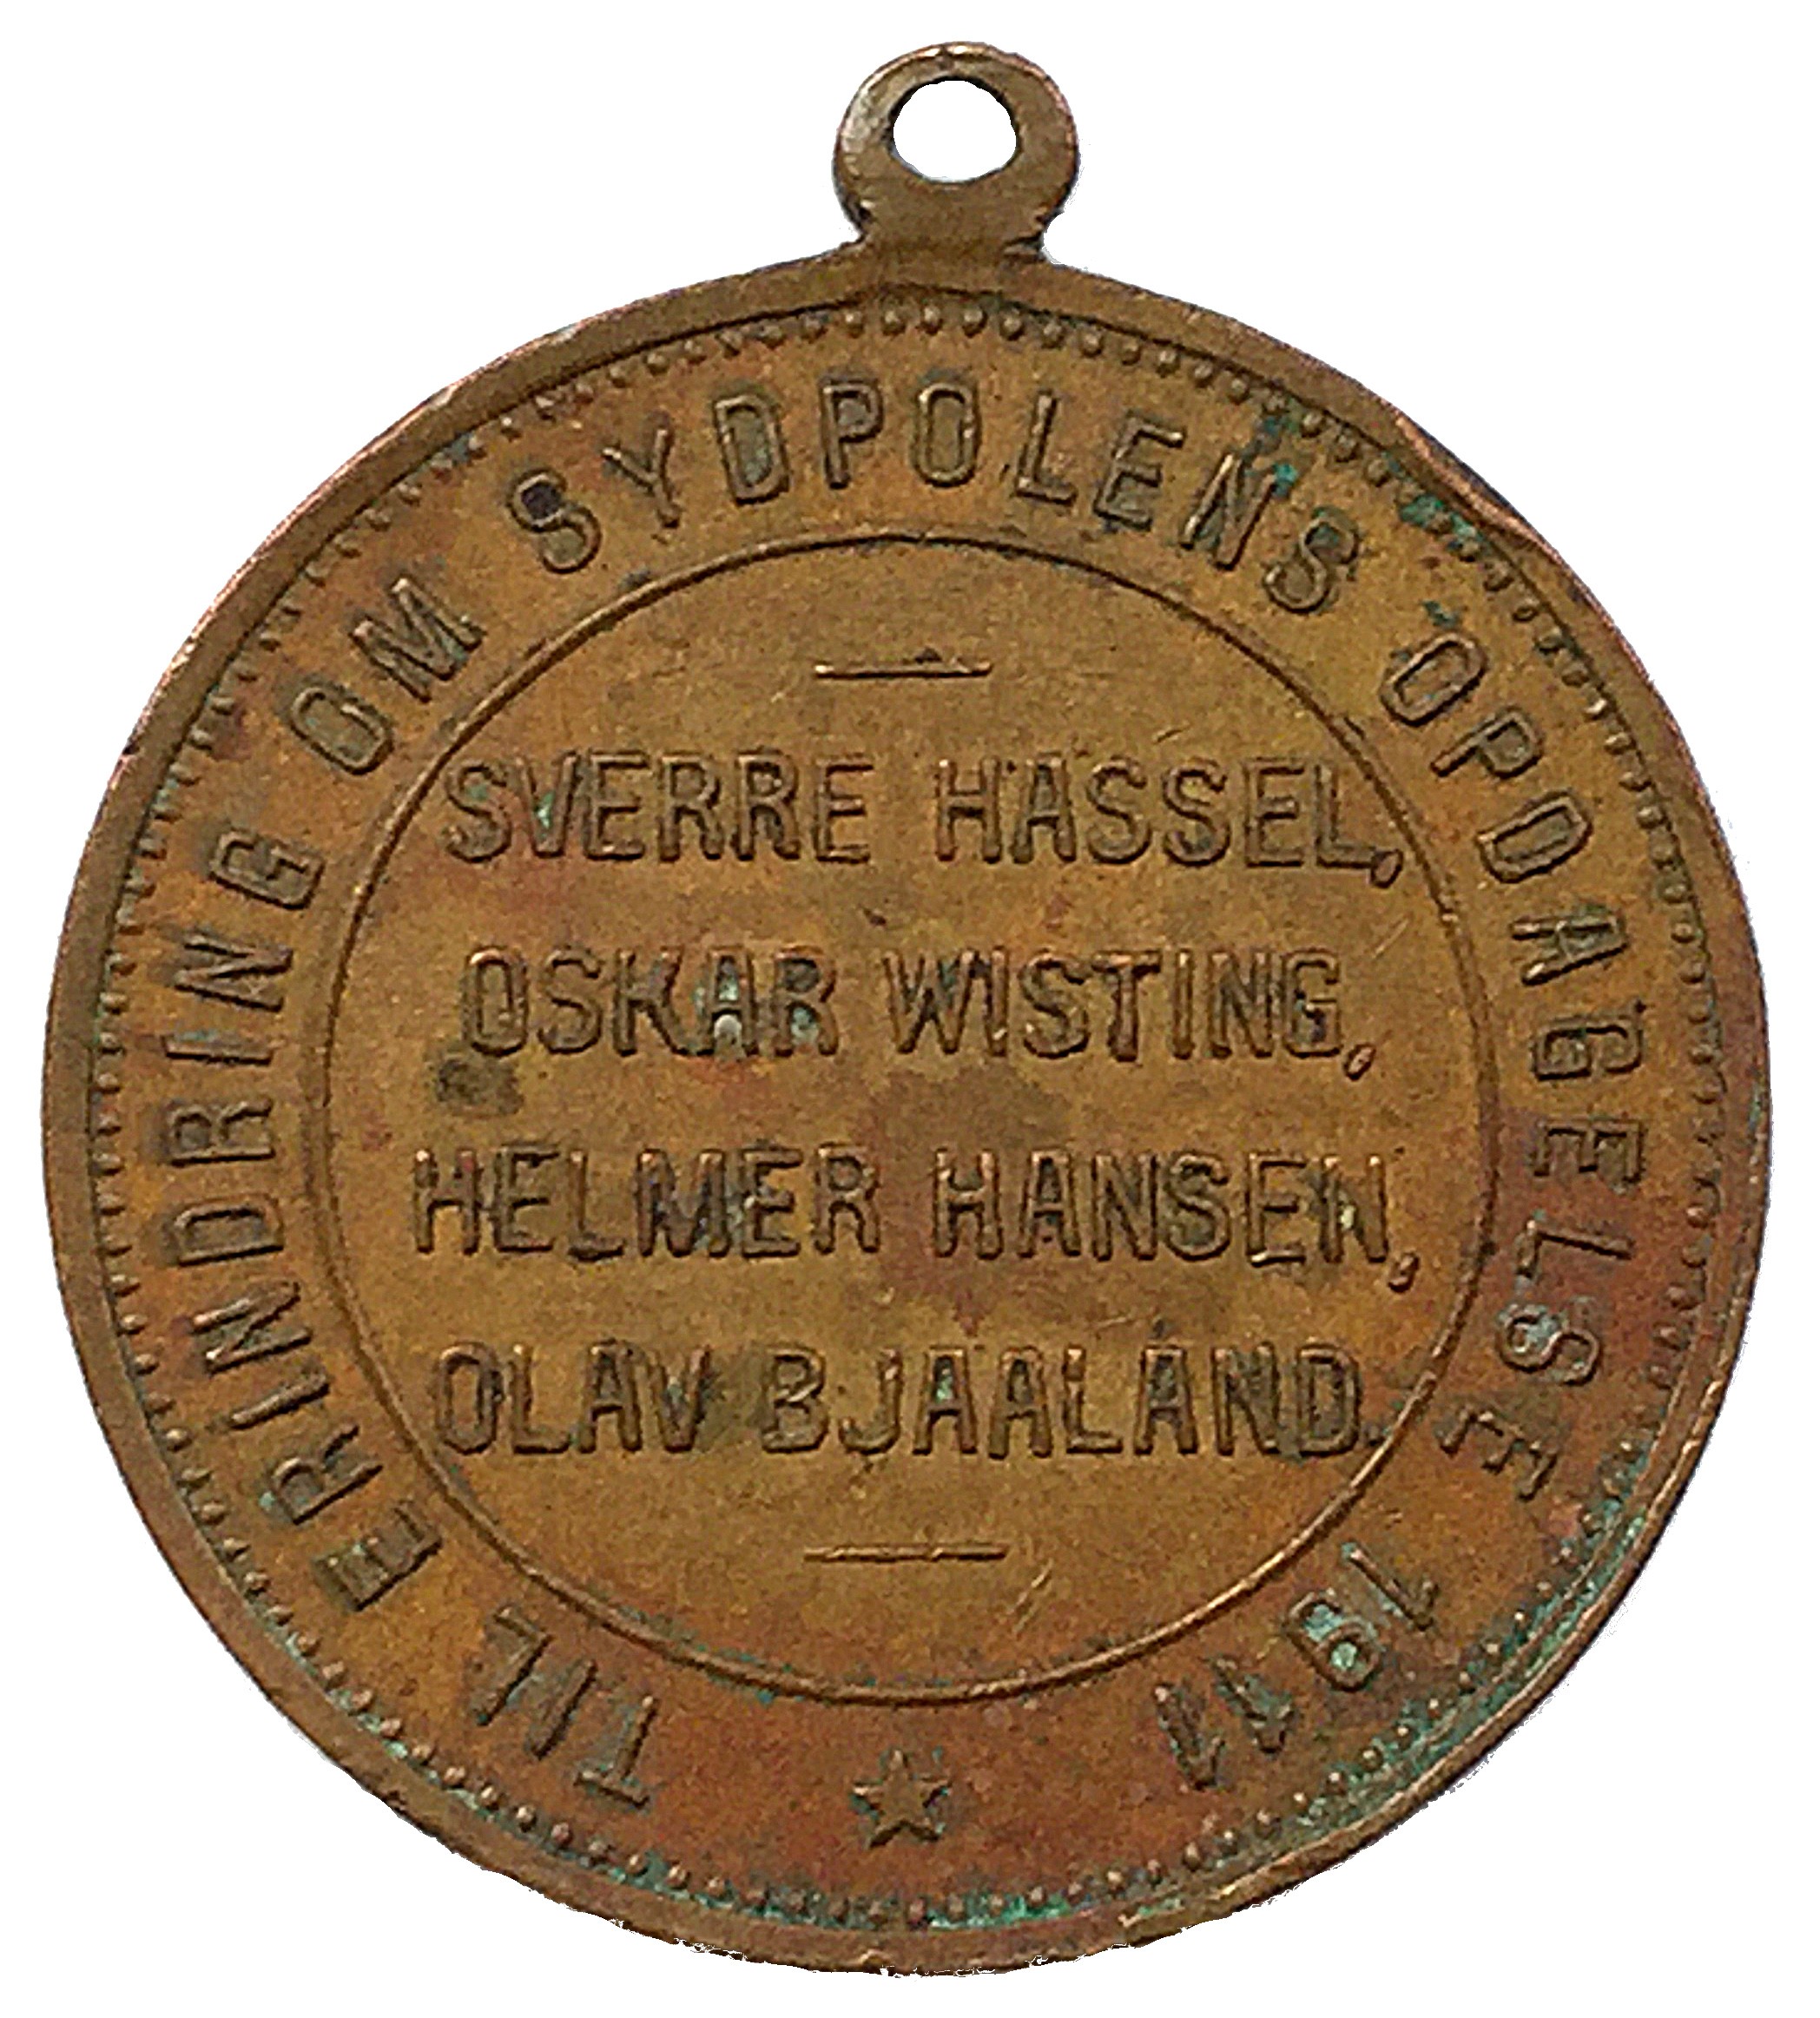 TIL ERINDRING OM SYDPOLENS OPDAGELSE 1911
SVERRE HASSEL,
OSKAR WISTING,
HELMER HANSEN,
OLAV BJAALAND.